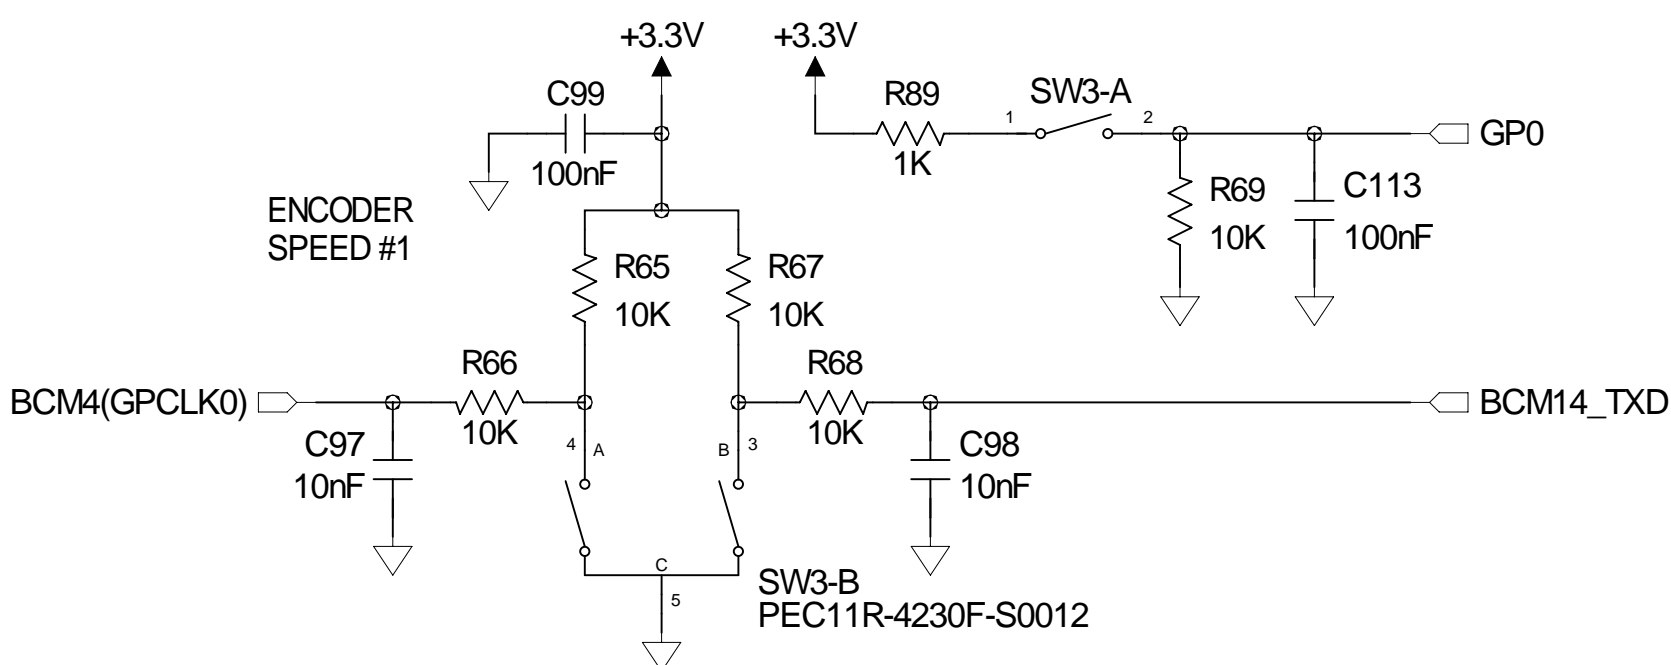 +3.3V
+3.3V
C99
100nF
R89
1K
SW3-A
1
2
GP0
ENCODER
SPEED #1
R69
10K
C113
100nF
R65
10K
R67
10K
BCM4(GPCLK0)
R66
10K
R68
10K
BCM14_TXD
C97
10nF
4
A
B
3
C98
10nF
C
5
SW3-B
PEC11R-4230F-S0012